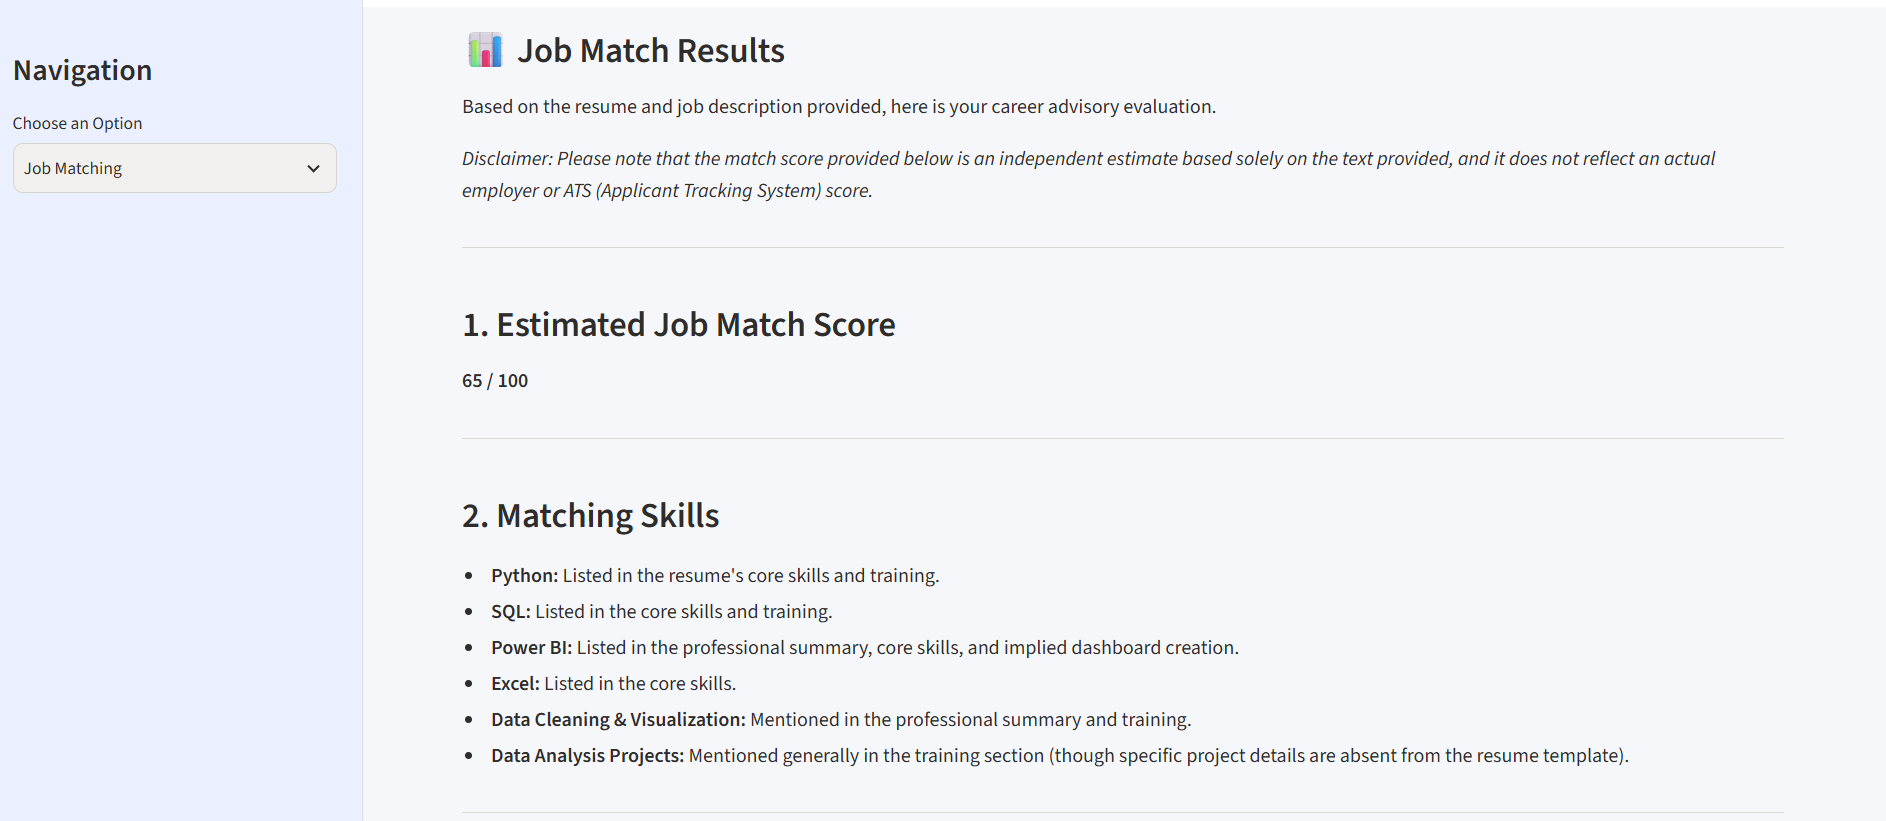 Navigation
Choose an Option
Job Matching
📊 Job Match Results
Based on the resume and job description provided, here is your career advisory evaluation.
Disclaimer: Please note that the match score provided below is an independent estimate based solely on the text provided, and it does not reflect an actual
employer or ATS (Applicant Tracking System) score.
1. Estimated Job Match Score
65 / 100
2. Matching Skills
• Python: Listed in the resume's core skills and training.
• SQL: Listed in the core skills and training.
• Power BI: Listed in the professional summary, core skills, and implied dashboard creation.
• Excel: Listed in the core skills.
• Data Cleaning & Visualization: Mentioned in the professional summary and training.
• Data Analysis Projects: Mentioned generally in the training section (though specific project details are absent from the resume template).